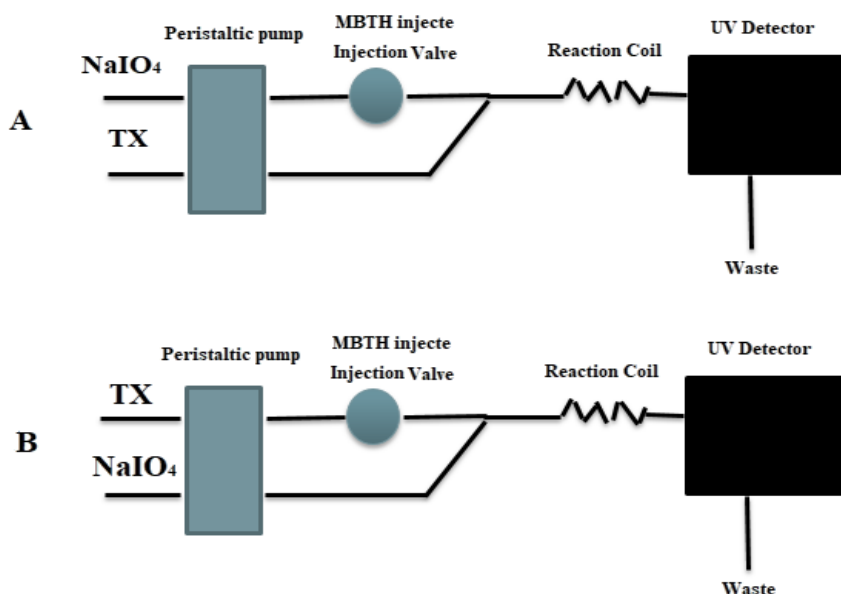 MBTH injecte
UV Detector
Peristaltic pump
Injection Valve
Reaction Coil
NaIO4
A
TX
Waste
MBTH injecte
UV Detector
Peristaltic pump
Injection Valve
Reaction Coil
TX
B
NaIO4
Waste